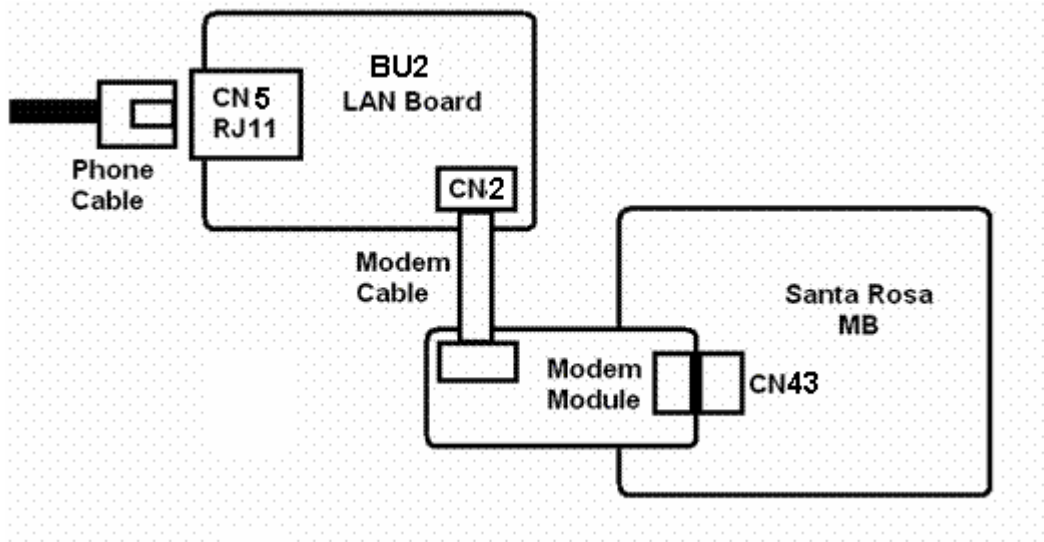 BU2
LAN Board
CN5
RJ11
Phone
Cable
CN2
Modem
Cable
Santa Rosa
MB
Modem
Module
CN43